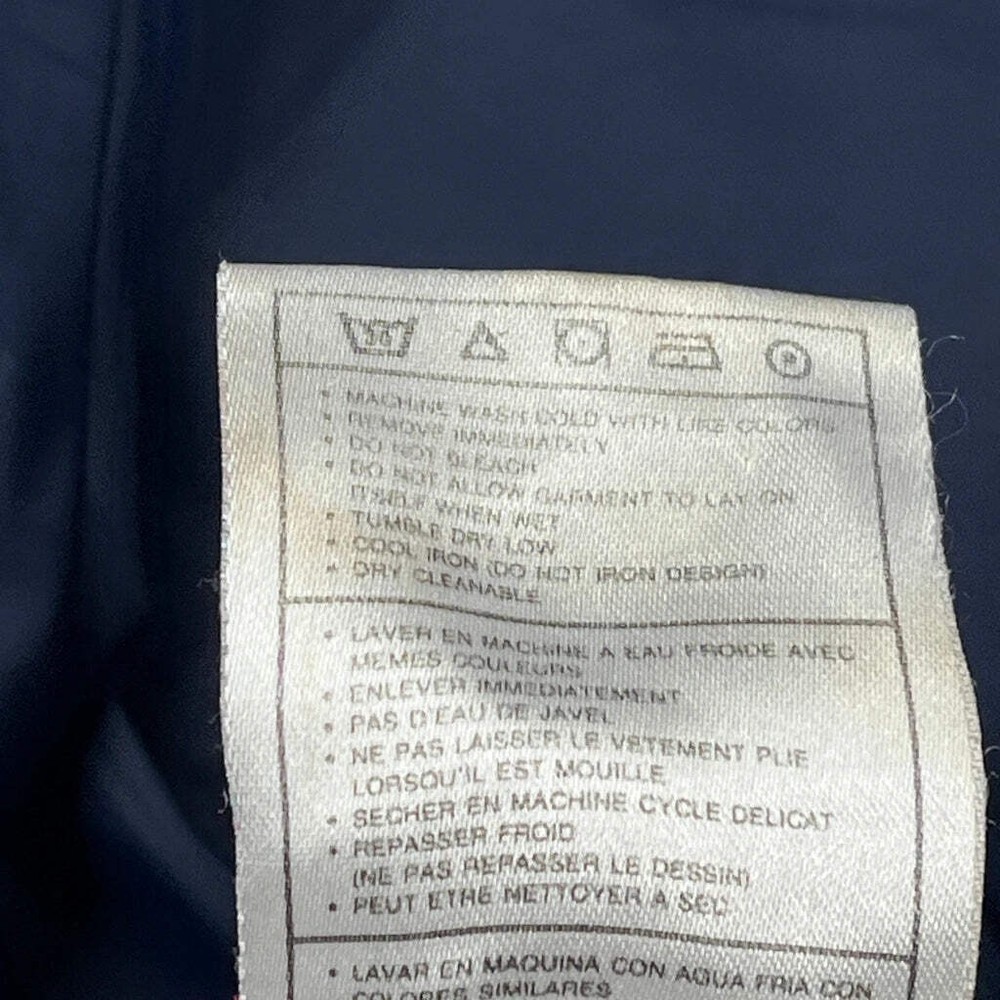 • MACHINE WASH COLD WITH LIKE COLORS
• REMOVE IMMEDIATELY
• DO NOT BLEACH
• DO NOT ALLOW GARMENT TO LAY ON
ITSELF WHEN WET
• TUMBLE DRY LOW
• COOL IRON (DO NOT IRON DESIGN)
• DRY CLEANABLE
• LAVER EN MACHINE A EAU FROIDE AVEC
MEMES COULEURS
• ENLEVER IMMEDIATEMENT
• PAS D'EAU DE JAVEL
• NE PAS LAISSER LE VETEMENT PLIE
LORSQU'IL EST MOUILLE
• SECHER EN MACHINE CYCLE DELICAT
• REPASSER FROID
(NE PAS REPASSER LE DESSIN)
• PEUT ETRE NETTOYER A SEC
• LAVAR EN MAQUINA CON AGUA FRIA CON
COLORES SIMILARES